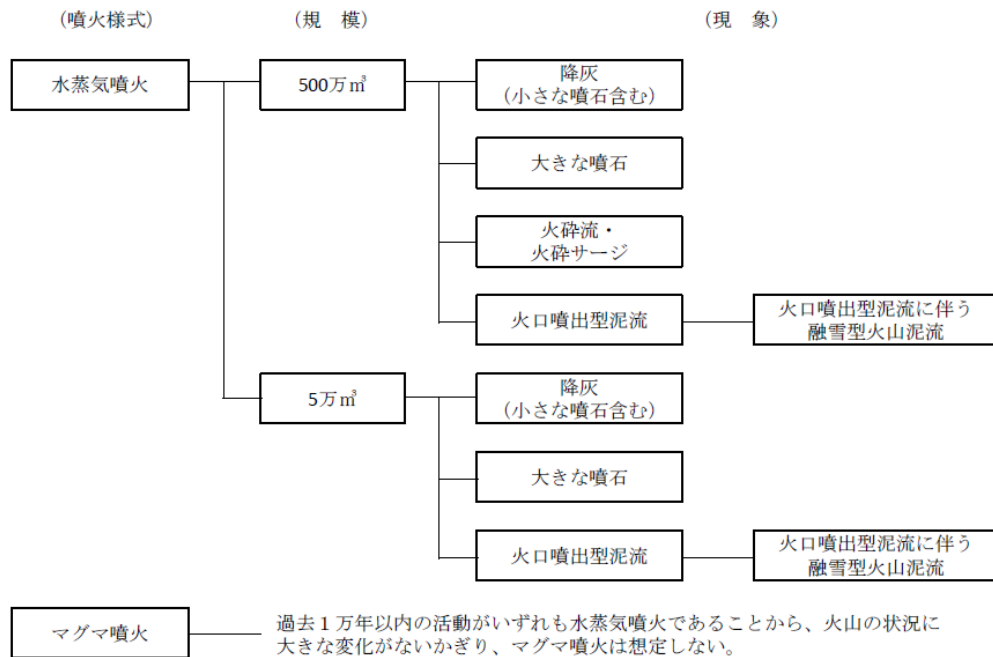 (噴火様式)
(規 模)
(現 象)
水蒸気噴火
500万㎥
降灰
(小さな噴石含む)
大きな噴石
火砕流・
火砕サージ
火口噴出型泥流
火口噴出型泥流に伴う
融雪型火山泥流
5万㎥
降灰
(小さな噴石含む)
大きな噴石
火口噴出型泥流
火口噴出型泥流に伴う
融雪型火山泥流
マグマ噴火
過去1万年以内の活動がいずれも水蒸気噴火であることから、火山の状況に
大きな変化がないかぎり、マグマ噴火は想定しない。